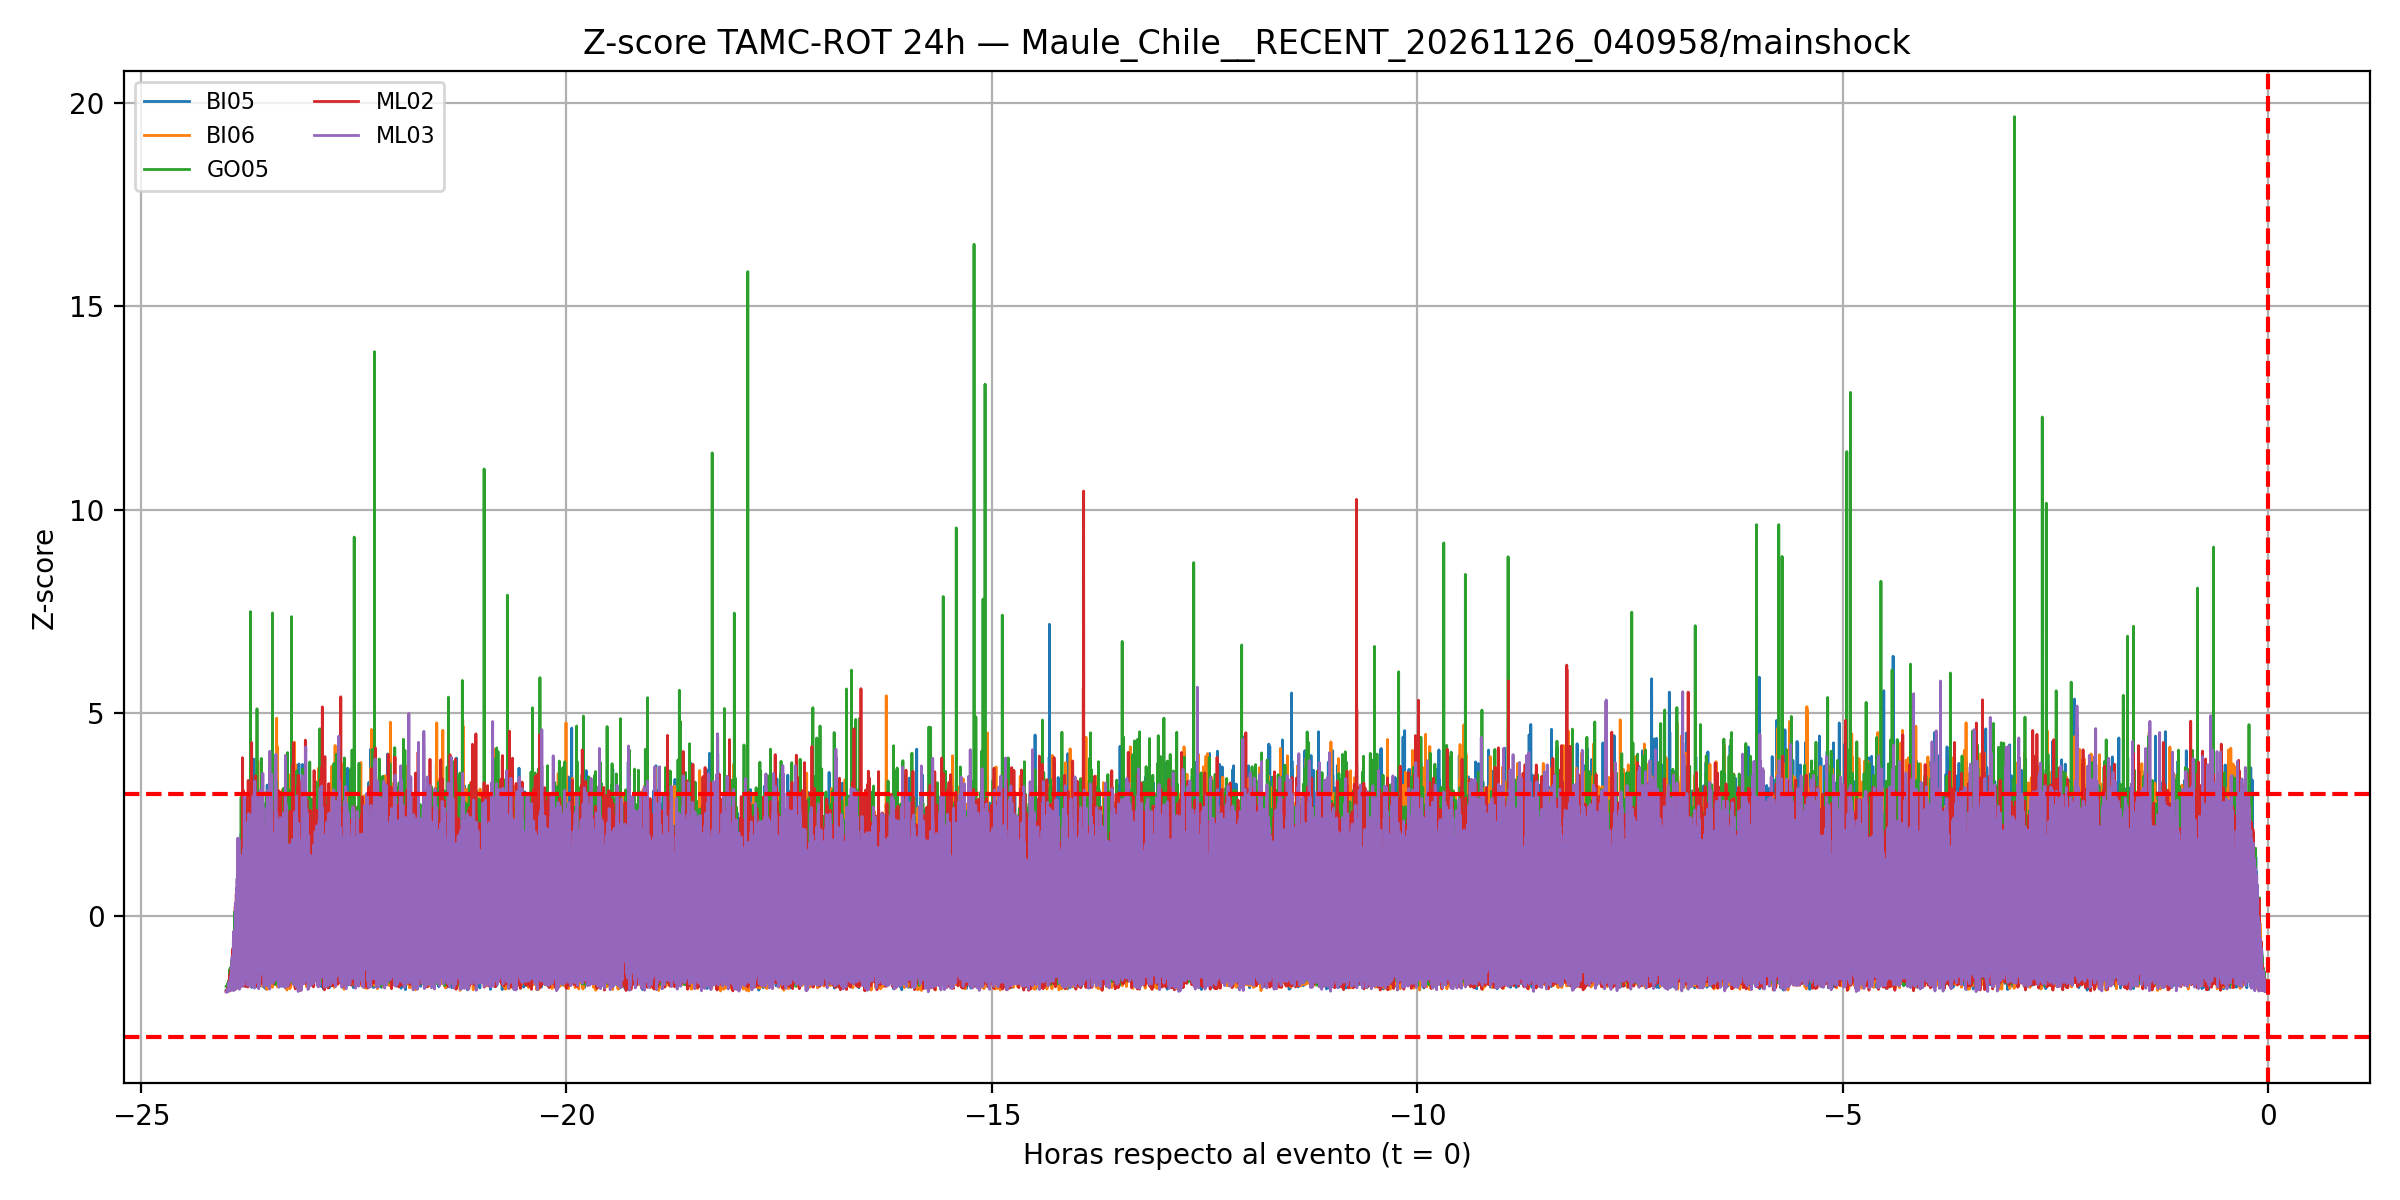 Z-score TAMC-ROT 24h — Maule_Chile__RECENT_20261126_040958/mainshock
BI05
BI06
GO05
ML02
ML03
Z-score
20
15
10
5
0
−25
−20
−15
−10
−5
0
Horas respecto al evento (t = 0)